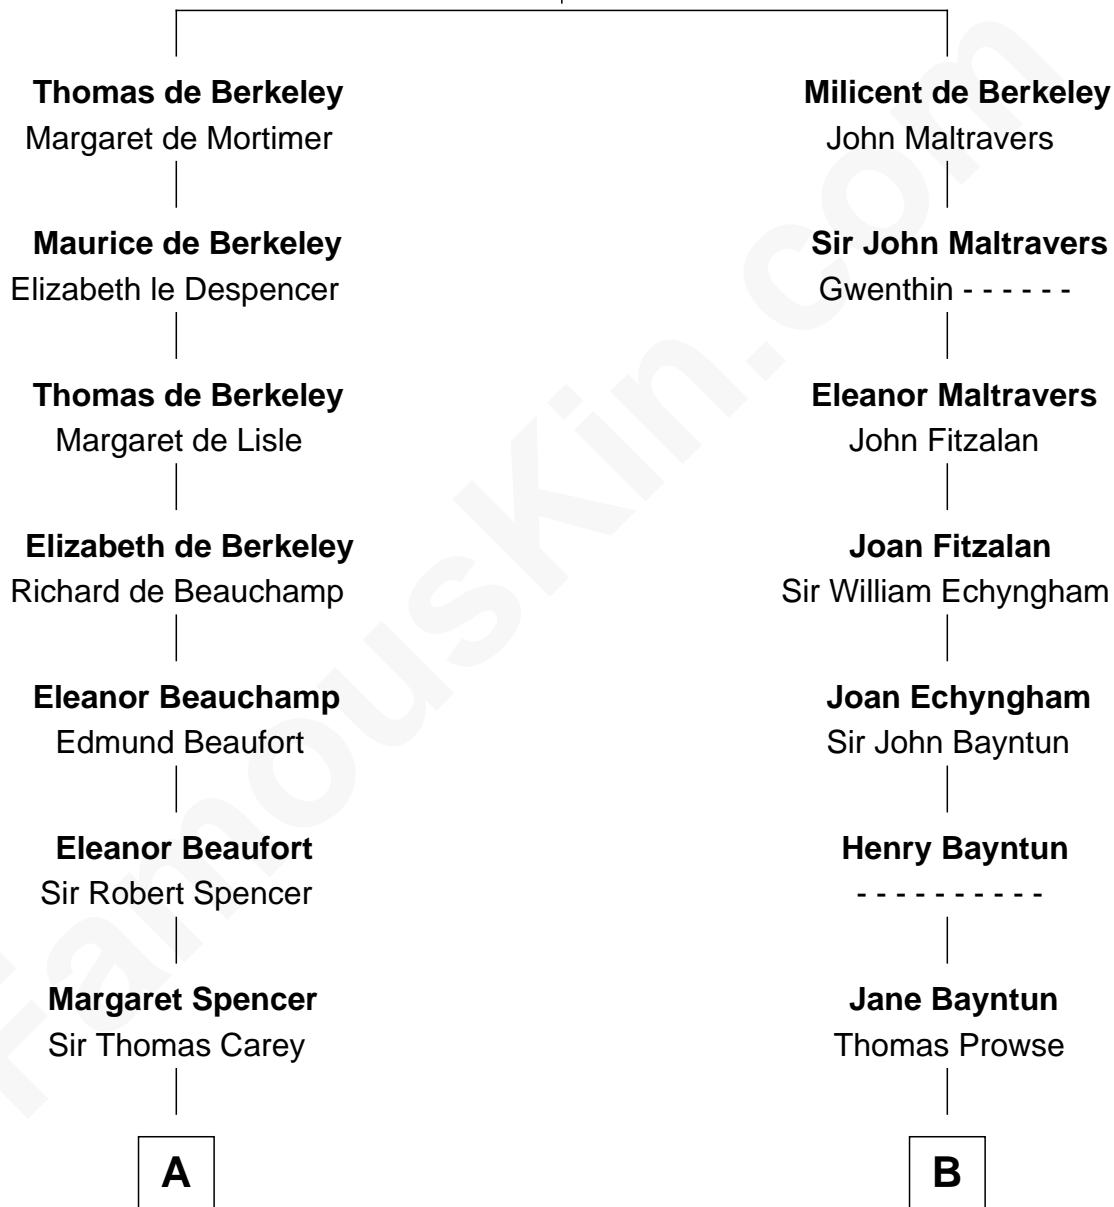 Thomas de Berkeley
Margaret de Mortimer
Maurice de Berkeley
Elizabeth le Despencer
Thomas de Berkeley
Margaret de Lisle
Elizabeth de Berkeley
Richard de Beauchamp
Eleanor Beauchamp
Edmund Beaufort
Eleanor Beaufort
Sir Robert Spencer
Margaret Spencer
Sir Thomas Carey
A
Milicent de Berkeley
John Maltravers
Sir John Maltravers
Gwenthin - - - - - -
Eleanor Maltravers
John Fitzalan
Joan Fitzalan
Sir William Echyngham
Joan Echyngham
Sir John Bayntun
Henry Bayntun
- - - - - - - - - -
Jane Bayntun
Thomas Prowse
B
FamousKin.com